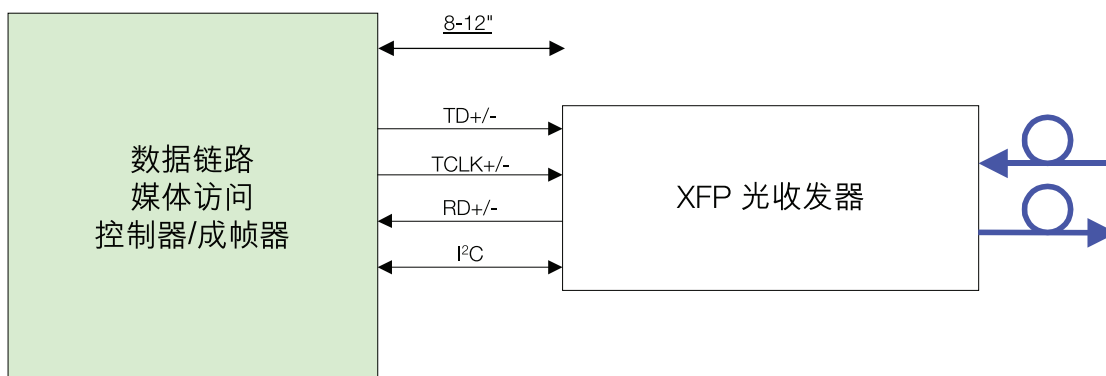 8-12"
TD+/-
TCLK+/-
RD+/-
I²C
数据链路
媒体访问
控制器/成帧器
XFP 光收发器